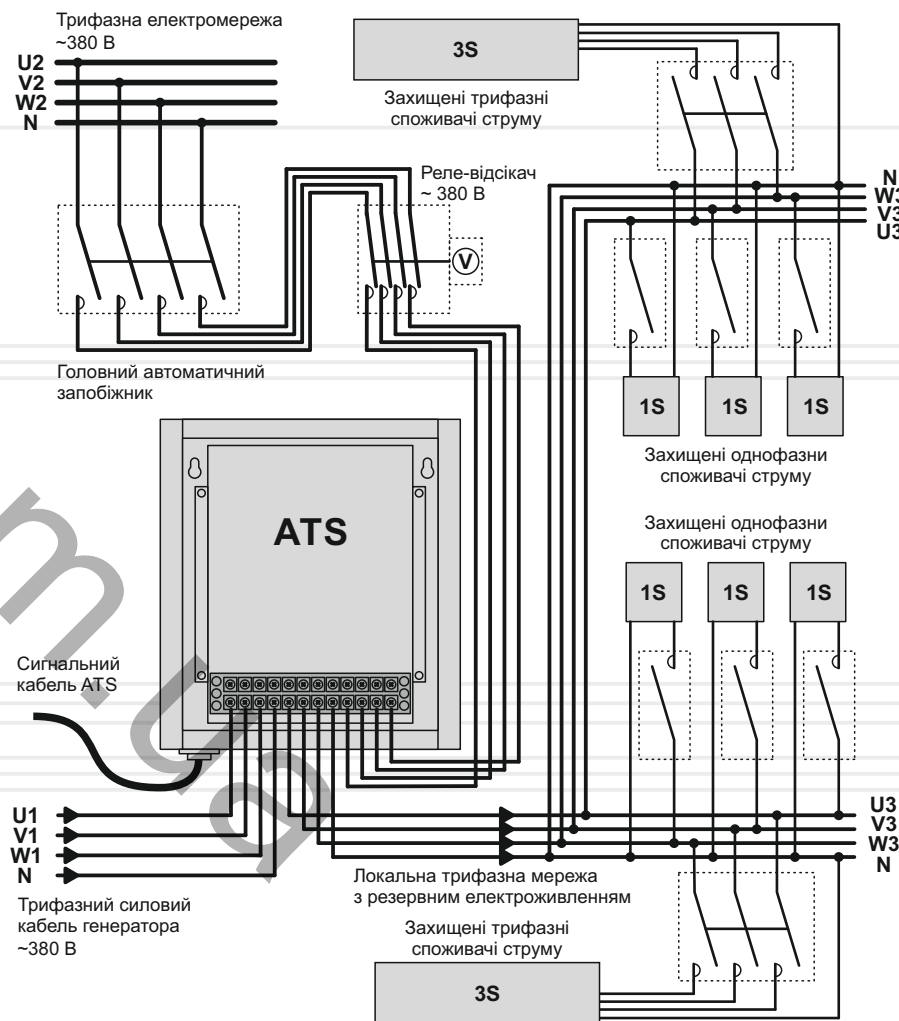 Трифазна електромережа
~380 В
U2
V2
W2
N
3S
Захищені трифазні
споживачі струму
Реле-відсікач
~ 380 В
V
N
W3
V3
U3
Головний автоматичний
запобіжник
1S
1S
1S
Захищені однофазни
споживачі струму
ATS
Захищені однофазни
споживачі струму
1S
1S
1S
Сигнальний
кабель ATS
U1
V1
W1
N
U3
V3
W3
N
Трифазний силовий
кабель генератора
~380 В
Локальна трифазна мережа
з резервним електроживленням
Захищені трифазні
споживачі струму
3S
m.ua